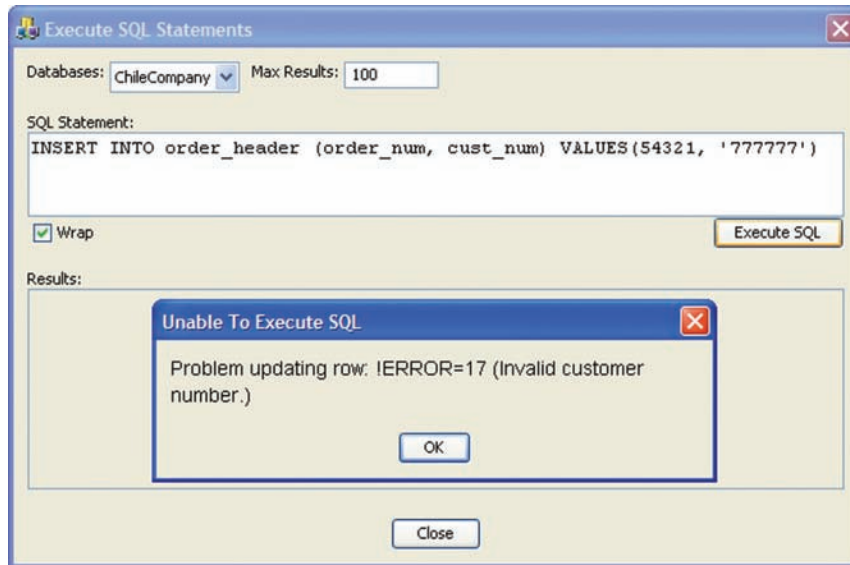 Execute SQL Statements
Databases: ChileCompany Max Results: 100
SQL Statement:
INSERT INTO order_header (order_num, cust_num) VALUES(54321, '777777')
Wrap Execute SQL
Results:
Unable To Execute SQL
Problem updating row: !ERROR=17 (Invalid customer
number.)
OK
Close